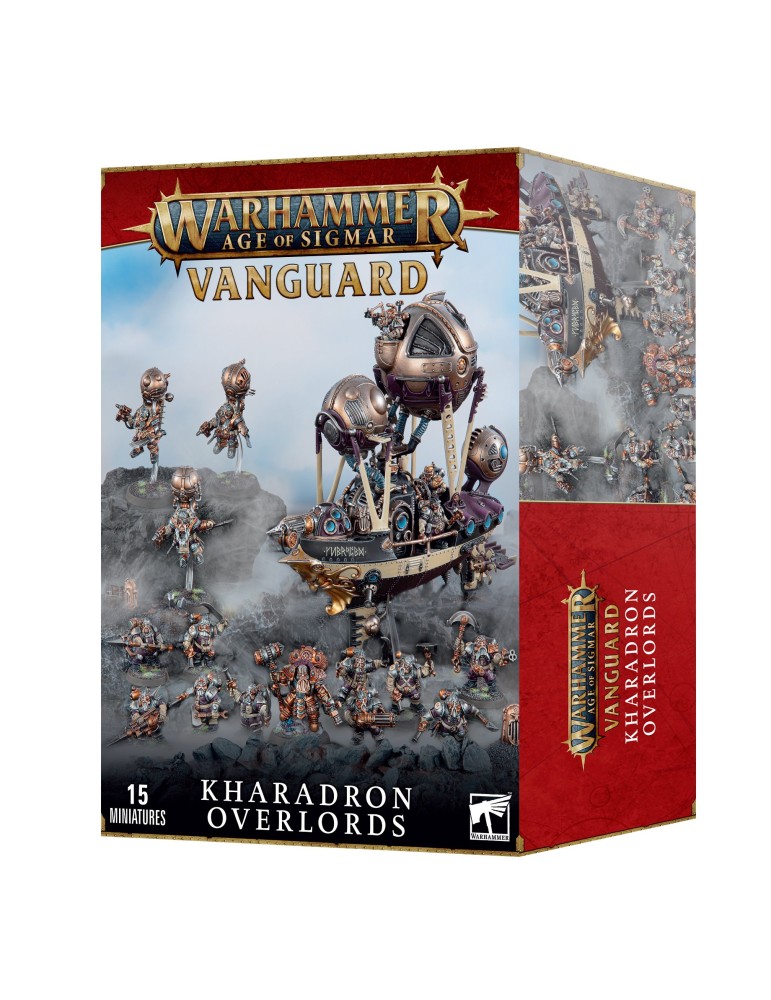 WARHAMMER
AGE OF SIGMAR
VANGUARD
15
MINIATURES
KHARADRON
OVERLORDS
WARHAMMER
WARHAMMER
AGE OF SIGMAR
VANGUARD
KHARADRON
OVERLORDS